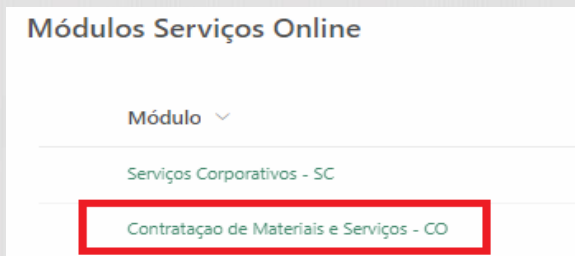 Módulos Serviços Online
Módulo
Serviços Corporativos - SC
Contrataçao de Materiais e Serviços - CO